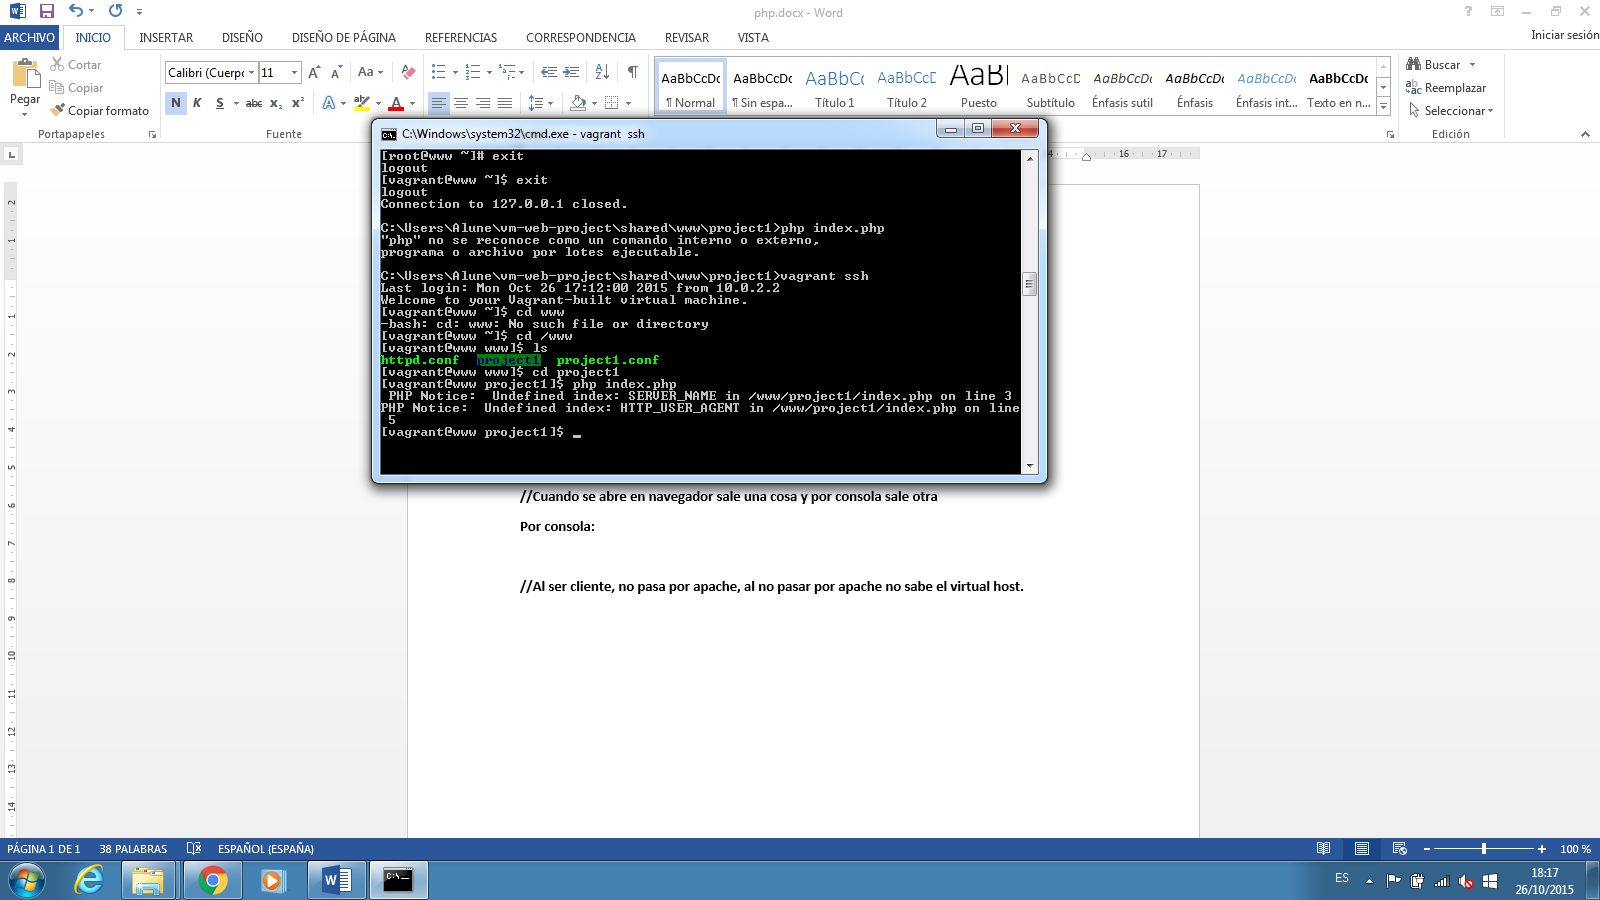 php.docx - Word
ARCHIVO INICIO INSERTAR DISEÑO DISEÑO DE PÁGINA REFERENCIAS CORRESPONDENCIA REVISAR VISTA Iniciar sesión
Pegar
Cortar
Copiar
Copiar formato
Portapapeles
Calibri (Cuerpo 11
N K S abc x₂ x²
Fuente
AaBbCcDc AaBbCcDc AaBbCc AaBbCcD AaBl AaBbCcD AaBbCcDc AaBbCcDc AaBbCcDc AaBbCcDc
¶ Normal ¶ Sin espa... Título 1 Título 2 Puesto Subtítulo Énfasis sutil Énfasis Énfasis int... Texto en n...
Buscar
Reemplazar
Seleccionar
Edición
C:\Windows\system32\cmd.exe - vagrant ssh
[root@www ~]# exit
logout
[vagrant@www ~]$ exit
logout
Connection to 127.0.0.1 closed.
C:\Users\Alune\vm-web-project\shared\www\project1>php index.php
"php" no se reconoce como un comando interno o externo,
programa o archivo por lotes ejecutable.
C:\Users\Alune\vm-web-project\shared\www\project1>vagrant ssh
Last login: Mon Oct 26 17:12:00 2015 from 10.0.2.2
Welcome to your Vagrant-built virtual machine.
[vagrant@www ~]$ cd www
-bash: cd: www: No such file or directory
[vagrant@www ~]$ cd /www
[vagrant@www www]$ ls
httpd.conf project1 project1.conf
[vagrant@www www]$ cd project1
[vagrant@www project1]$ php index.php
PHP Notice: Undefined index: SERVER_NAME in /www/project1/index.php on line 3
PHP Notice: Undefined index: HTTP_USER_AGENT in /www/project1/index.php on line
5
[vagrant@www project1]$ _
//Cuando se abre en navegador sale una cosa y por consola sale otra
Por consola:
//Al ser cliente, no pasa por apache, al no pasar por apache no sabe el virtual host.
PÁGINA 1 DE 1 38 PALABRAS ESPAÑOL (ESPAÑA) 100 %
ES 18:17
26/10/2015